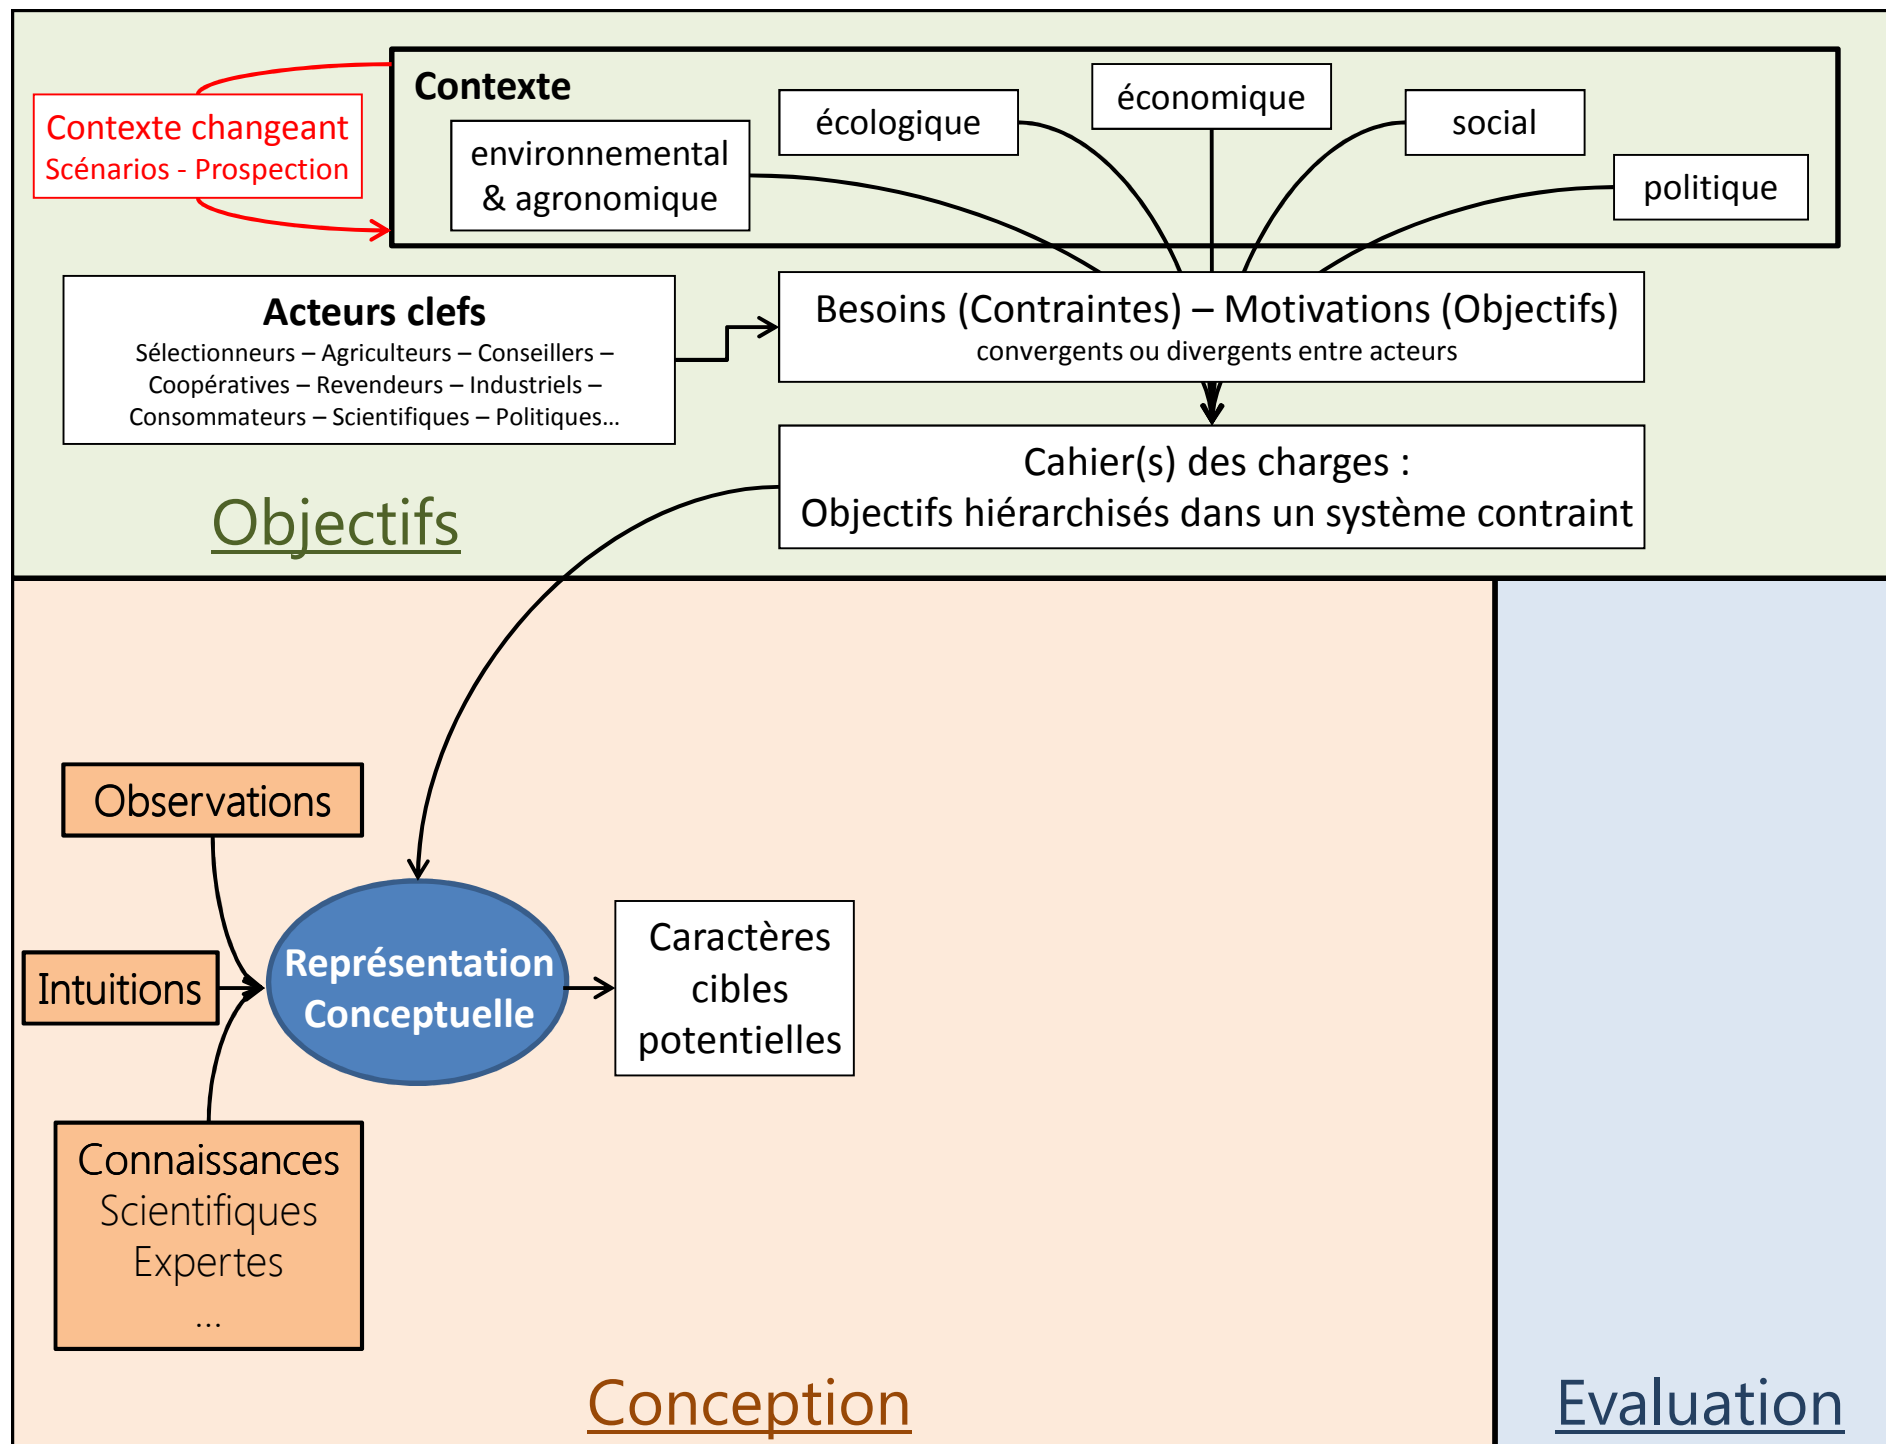 Contexte
Contexte changeant
Scénarios - Prospection
environnemental
& agronomique
écologique
économique
social
politique
Acteurs clefs
Sélectionneurs – Agriculteurs – Conseillers –
Coopératives – Revendeurs – Industriels –
Consommateurs – Scientifiques – Politiques…
Besoins (Contraintes) – Motivations (Objectifs)
convergents ou divergents entre acteurs
Cahier(s) des charges :
Objectifs hiérarchisés dans un système contraint
Objectifs
Observations
Intuitions
Connaissances
Scientifiques
Expertes
…
Représentation
Conceptuelle
Caractères
cibles
potentielles
Conception
Evaluation